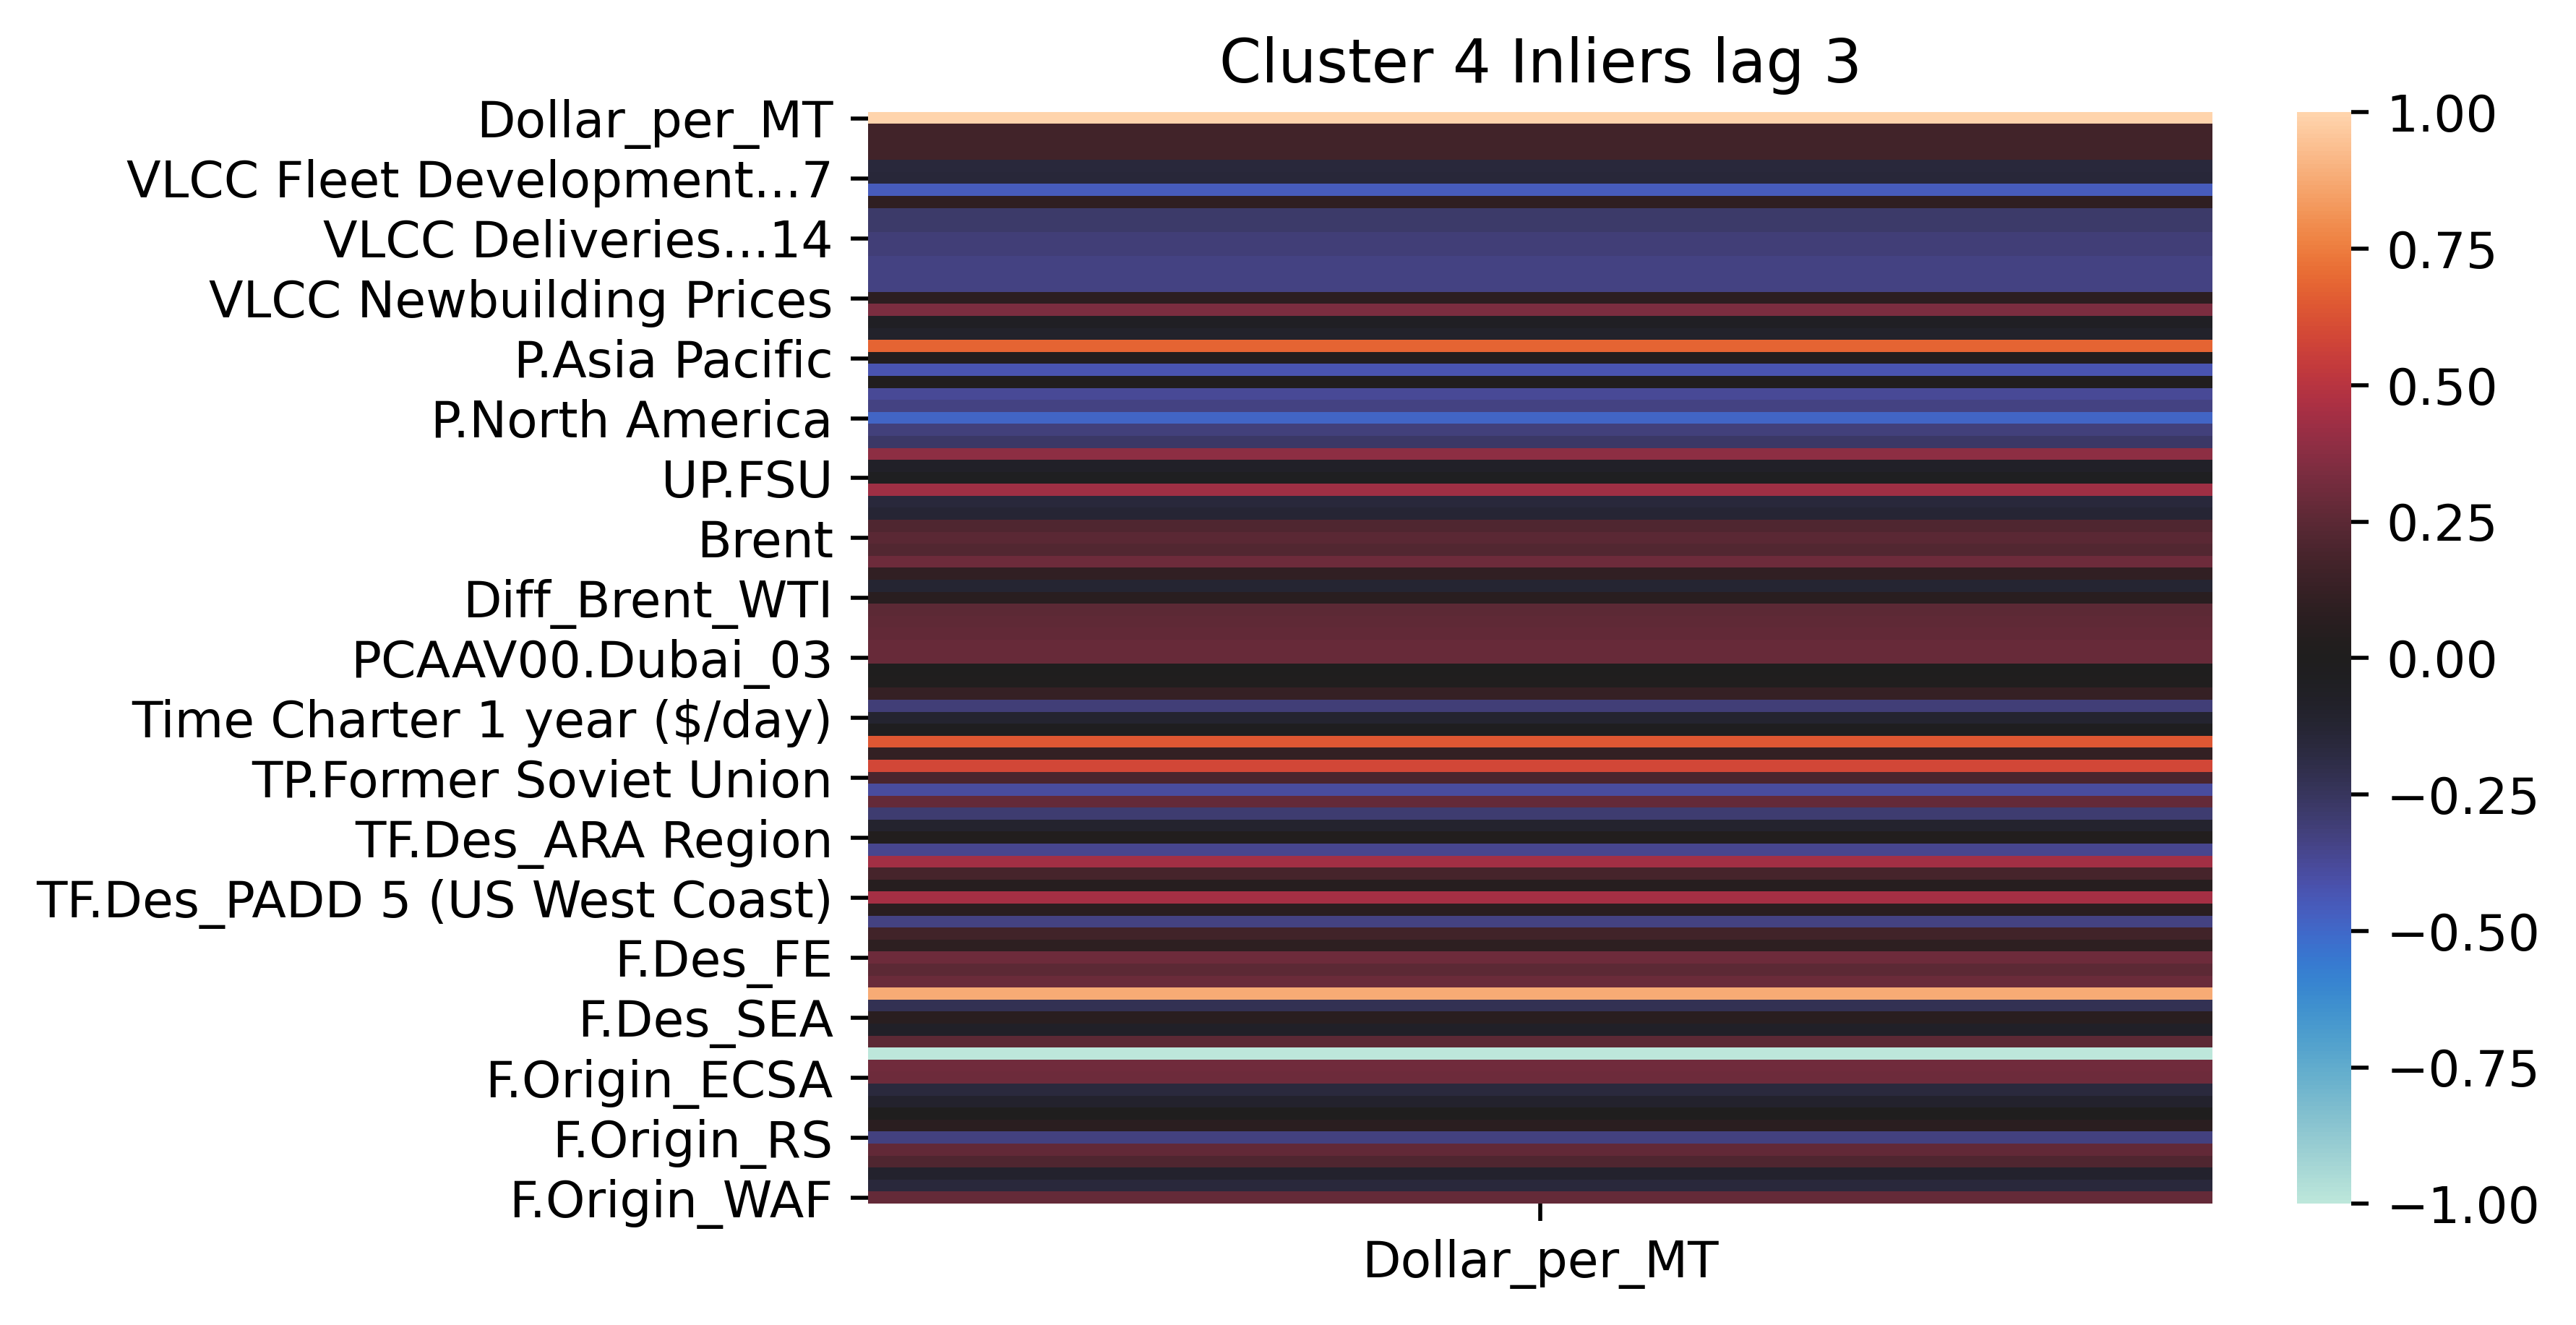 Cluster 4 Inliers lag 3
Dollar_per_MT
VLCC Fleet Development...7
VLCC Deliveries...14
VLCC Newbuilding Prices
P.Asia Pacific
P.North America
UP.FSU
Brent
Diff_Brent_WTI
PCAAV00.Dubai_03
Time Charter 1 year ($/day)
TP.Former Soviet Union
TF.Des_ARA Region
TF.Des_PADD 5 (US West Coast)
F.Des_FE
F.Des_SEA
F.Origin_ECSA
F.Origin_RS
F.Origin_WAF
Dollar_per_MT
1.00
0.75
0.50
0.25
0.00
−0.25
−0.50
−0.75
−1.00